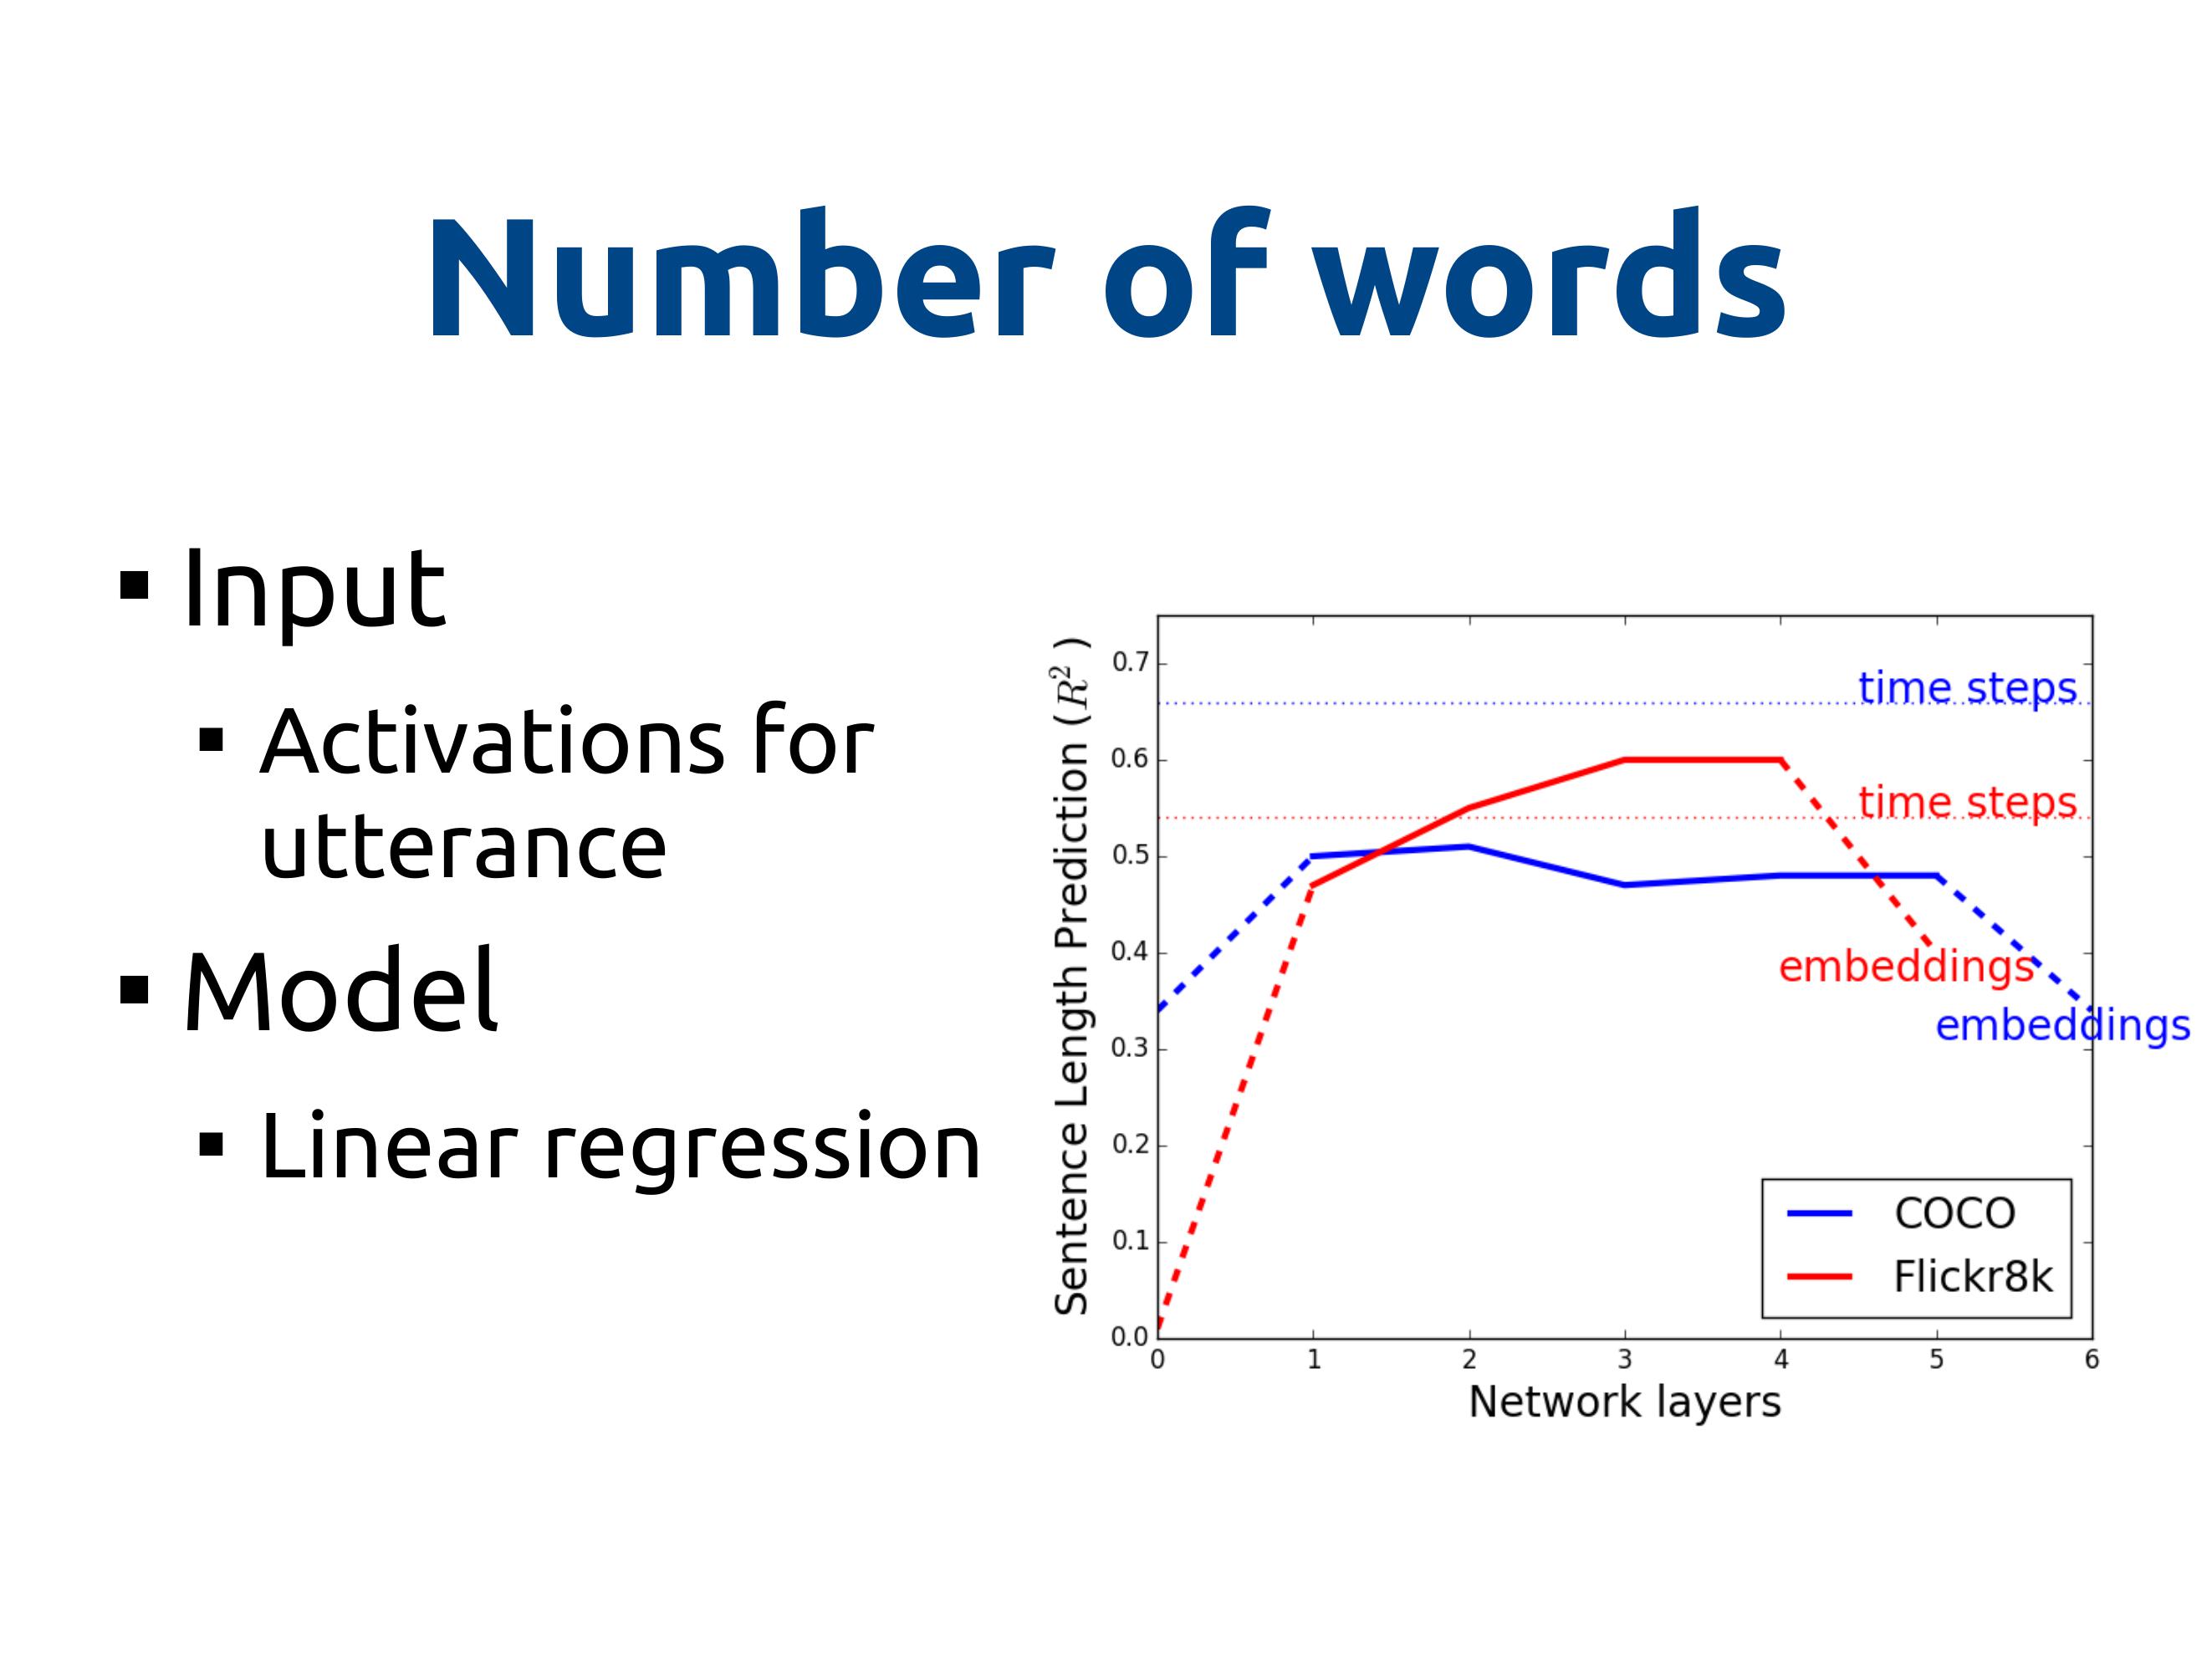 Number of words
▪ Input
▪ Activations for
utterance
▪ Model
▪ Linear regression
Sentence Length Prediction (R²)
0.7
0.6
0.5
0.4
0.3
0.2
0.1
0.0
time steps
time steps
embeddings
embeddings
COCO
Flickr8k
0 1 2 3 4 5 6
Network layers